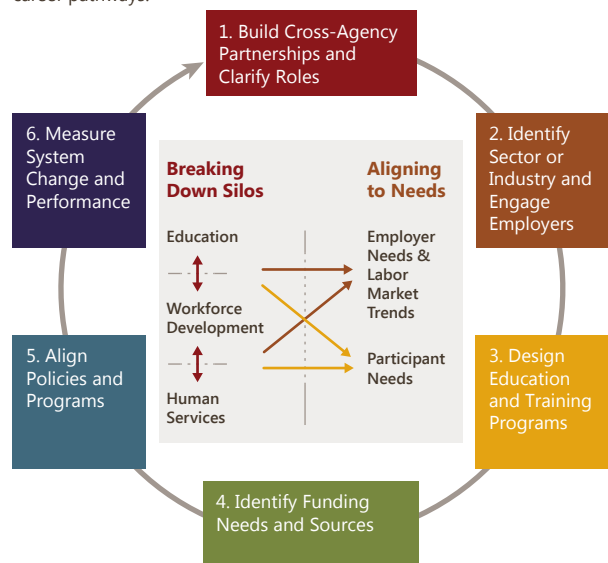 career pathways.
1. Build Cross-Agency
Partnerships and
Clarify Roles
2. Identify
Sector or
Industry and
Engage
Employers
3. Design
Education
and Training
Programs
4. Identify Funding
Needs and Sources
5. Align
Policies and
Programs
6. Measure
System
Change and
Performance
Breaking
Down Silos
Education
Workforce
Development
Human
Services
Aligning
to Needs
Employer
Needs &
Labor
Market
Trends
Participant
Needs